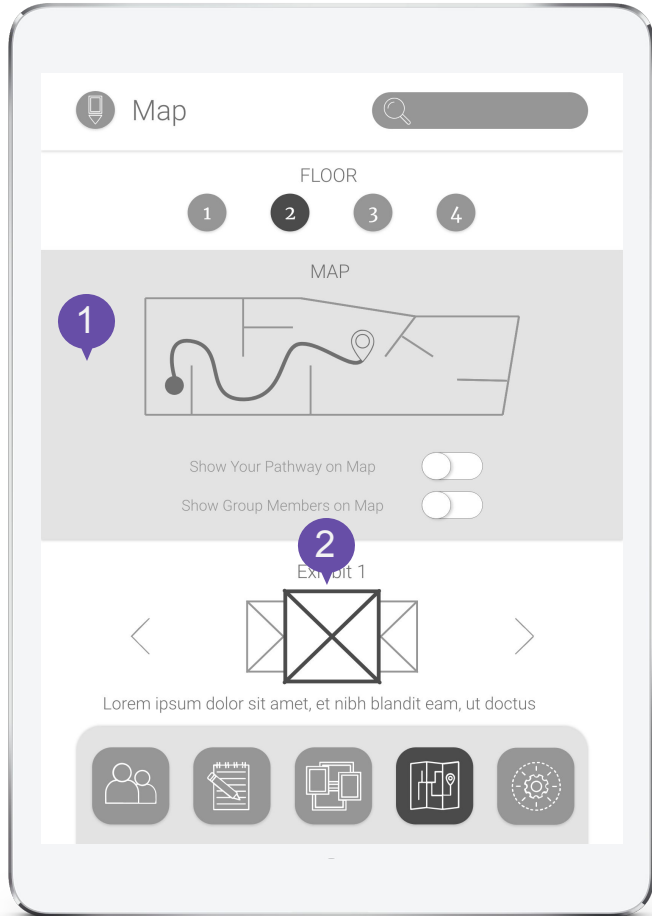 Map
FLOOR
1 2 3 4
MAP
1
Show Your Pathway on Map
Show Group Members on Map
2
Exhibit 1
Lorem ipsum dolor sit amet, et nibh blandit eam, ut doctus